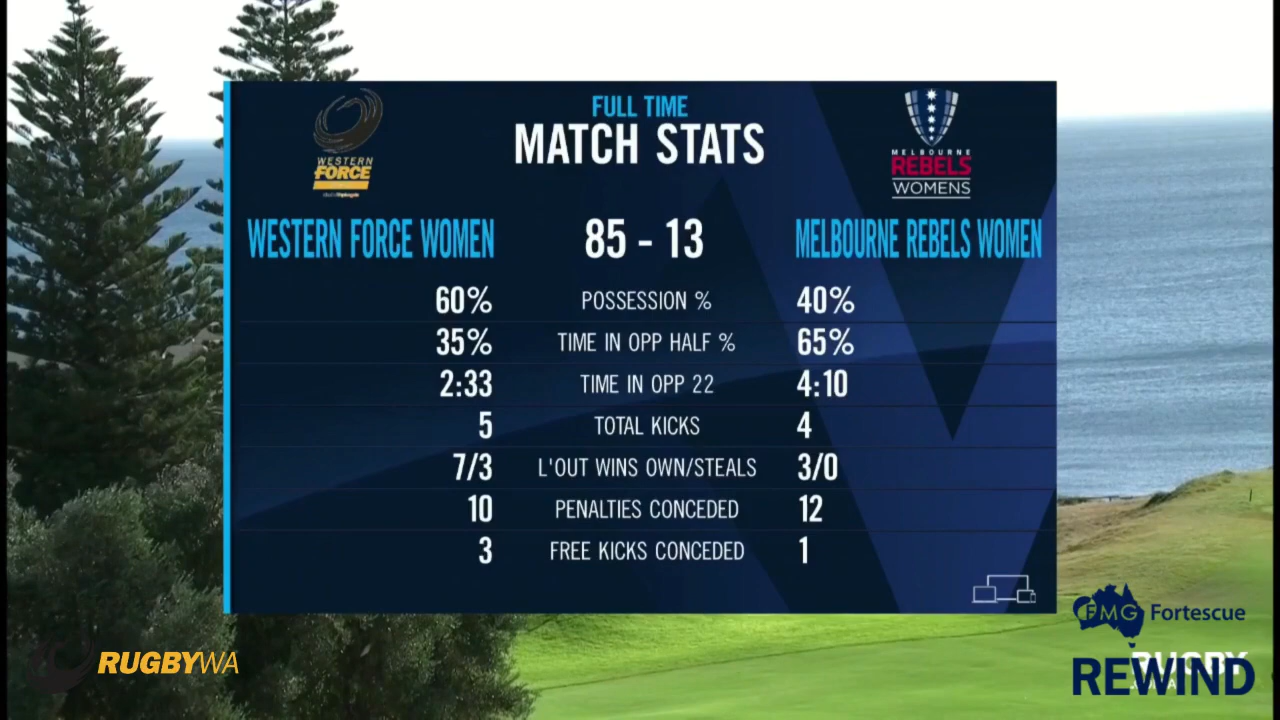 FULL TIME
MATCH STATS
WESTERN
FORCE
MELBOURNE
REBELS
WOMENS
WESTERN FORCE WOMEN 85 - 13 MELBOURNE REBELS WOMEN
60% POSSESSION % 40%
35% TIME IN OPP HALF % 65%
2:33 TIME IN OPP 22 4:10
5 TOTAL KICKS 4
7/3 L'OUT WINS OWN/STEALS 3/0
10 PENALTIES CONCEDED 12
3 FREE KICKS CONCEDED 1
FMG Fortescue
RUGBYWA
RUGBY
REWIND